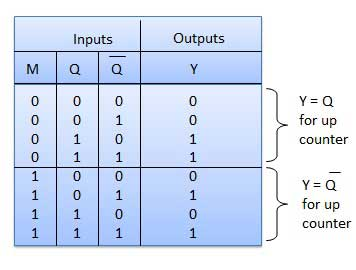 Inputs Outputs
M Q Q̅ Y
0 0 0 0
0 0 1 0
0 1 0 1
0 1 1 1
1 0 0 0
1 0 1 1
1 1 0 0
1 1 1 1
Y = Q
for up
counter
Y = Q̅
for up
counter